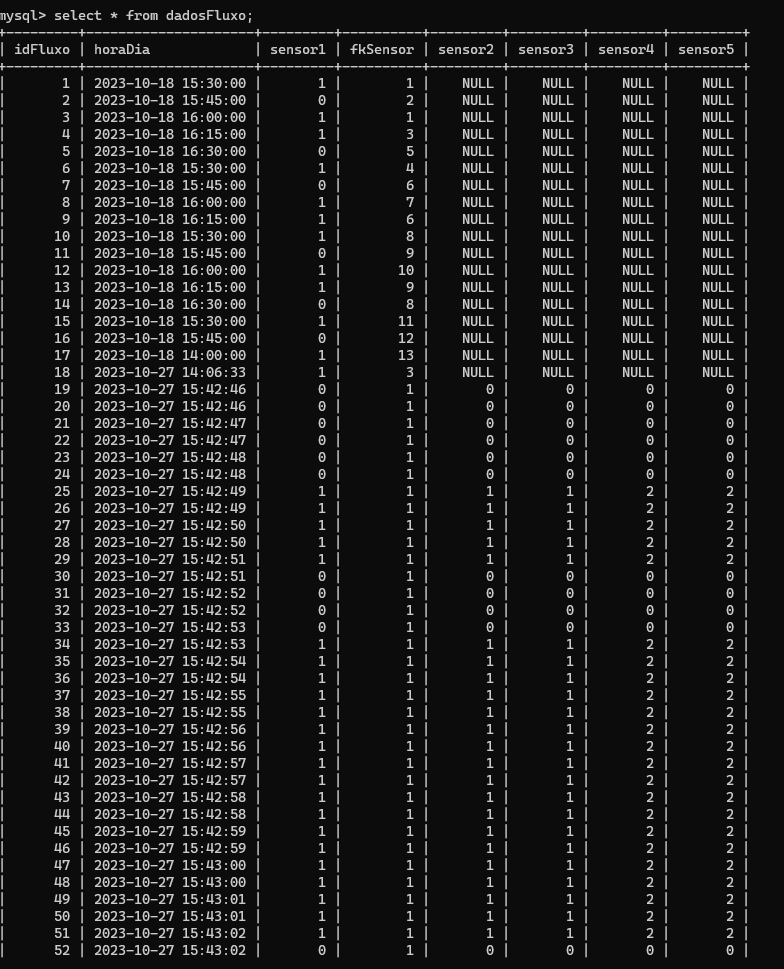 mysql> select * from dadosFluxo;
+---------+---------------------+---------+----------+---------+---------+---------+---------+
| idFluxo | horaDia             | sensor1 | fkSensor | sensor2 | sensor3 | sensor4 | sensor5 |
+---------+---------------------+---------+----------+---------+---------+---------+---------+
|       1 | 2023-10-18 15:30:00 |       1 |        1 |    NULL |    NULL |    NULL |    NULL |
|       2 | 2023-10-18 15:45:00 |       0 |        2 |    NULL |    NULL |    NULL |    NULL |
|       3 | 2023-10-18 16:00:00 |       1 |        1 |    NULL |    NULL |    NULL |    NULL |
|       4 | 2023-10-18 16:15:00 |       1 |        3 |    NULL |    NULL |    NULL |    NULL |
|       5 | 2023-10-18 16:30:00 |       0 |        5 |    NULL |    NULL |    NULL |    NULL |
|       6 | 2023-10-18 15:30:00 |       1 |        4 |    NULL |    NULL |    NULL |    NULL |
|       7 | 2023-10-18 15:45:00 |       0 |        6 |    NULL |    NULL |    NULL |    NULL |
|       8 | 2023-10-18 16:00:00 |       1 |        7 |    NULL |    NULL |    NULL |    NULL |
|       9 | 2023-10-18 16:15:00 |       1 |        6 |    NULL |    NULL |    NULL |    NULL |
|      10 | 2023-10-18 15:30:00 |       1 |        8 |    NULL |    NULL |    NULL |    NULL |
|      11 | 2023-10-18 15:45:00 |       0 |        9 |    NULL |    NULL |    NULL |    NULL |
|      12 | 2023-10-18 16:00:00 |       1 |       10 |    NULL |    NULL |    NULL |    NULL |
|      13 | 2023-10-18 16:15:00 |       1 |        9 |    NULL |    NULL |    NULL |    NULL |
|      14 | 2023-10-18 16:30:00 |       0 |        8 |    NULL |    NULL |    NULL |    NULL |
|      15 | 2023-10-18 15:30:00 |       1 |       11 |    NULL |    NULL |    NULL |    NULL |
|      16 | 2023-10-18 15:45:00 |       0 |       12 |    NULL |    NULL |    NULL |    NULL |
|      17 | 2023-10-18 14:00:00 |       1 |       13 |    NULL |    NULL |    NULL |    NULL |
|      18 | 2023-10-27 14:06:33 |       1 |        3 |    NULL |    NULL |    NULL |    NULL |
|      19 | 2023-10-27 15:42:46 |       0 |        1 |       0 |       0 |       0 |       0 |
|      20 | 2023-10-27 15:42:46 |       0 |        1 |       0 |       0 |       0 |       0 |
|      21 | 2023-10-27 15:42:47 |       0 |        1 |       0 |       0 |       0 |       0 |
|      22 | 2023-10-27 15:42:47 |       0 |        1 |       0 |       0 |       0 |       0 |
|      23 | 2023-10-27 15:42:48 |       0 |        1 |       0 |       0 |       0 |       0 |
|      24 | 2023-10-27 15:42:48 |       0 |        1 |       0 |       0 |       0 |       0 |
|      25 | 2023-10-27 15:42:49 |       1 |        1 |       1 |       1 |       2 |       2 |
|      26 | 2023-10-27 15:42:49 |       1 |        1 |       1 |       1 |       2 |       2 |
|      27 | 2023-10-27 15:42:50 |       1 |        1 |       1 |       1 |       2 |       2 |
|      28 | 2023-10-27 15:42:50 |       1 |        1 |       1 |       1 |       2 |       2 |
|      29 | 2023-10-27 15:42:51 |       1 |        1 |       1 |       1 |       2 |       2 |
|      30 | 2023-10-27 15:42:51 |       0 |        1 |       0 |       0 |       0 |       0 |
|      31 | 2023-10-27 15:42:52 |       0 |        1 |       0 |       0 |       0 |       0 |
|      32 | 2023-10-27 15:42:52 |       0 |        1 |       0 |       0 |       0 |       0 |
|      33 | 2023-10-27 15:42:53 |       0 |        1 |       0 |       0 |       0 |       0 |
|      34 | 2023-10-27 15:42:53 |       1 |        1 |       1 |       1 |       2 |       2 |
|      35 | 2023-10-27 15:42:54 |       1 |        1 |       1 |       1 |       2 |       2 |
|      36 | 2023-10-27 15:42:54 |       1 |        1 |       1 |       1 |       2 |       2 |
|      37 | 2023-10-27 15:42:55 |       1 |        1 |       1 |       1 |       2 |       2 |
|      38 | 2023-10-27 15:42:55 |       1 |        1 |       1 |       1 |       2 |       2 |
|      39 | 2023-10-27 15:42:56 |       1 |        1 |       1 |       1 |       2 |       2 |
|      40 | 2023-10-27 15:42:56 |       1 |        1 |       1 |       1 |       2 |       2 |
|      41 | 2023-10-27 15:42:57 |       1 |        1 |       1 |       1 |       2 |       2 |
|      42 | 2023-10-27 15:42:57 |       1 |        1 |       1 |       1 |       2 |       2 |
|      43 | 2023-10-27 15:42:58 |       1 |        1 |       1 |       1 |       2 |       2 |
|      44 | 2023-10-27 15:42:58 |       1 |        1 |       1 |       1 |       2 |       2 |
|      45 | 2023-10-27 15:42:59 |       1 |        1 |       1 |       1 |       2 |       2 |
|      46 | 2023-10-27 15:42:59 |       1 |        1 |       1 |       1 |       2 |       2 |
|      47 | 2023-10-27 15:43:00 |       1 |        1 |       1 |       1 |       2 |       2 |
|      48 | 2023-10-27 15:43:00 |       1 |        1 |       1 |       1 |       2 |       2 |
|      49 | 2023-10-27 15:43:01 |       1 |        1 |       1 |       1 |       2 |       2 |
|      50 | 2023-10-27 15:43:01 |       1 |        1 |       1 |       1 |       2 |       2 |
|      51 | 2023-10-27 15:43:02 |       1 |        1 |       1 |       1 |       2 |       2 |
|      52 | 2023-10-27 15:43:02 |       0 |        1 |       0 |       0 |       0 |       0 |